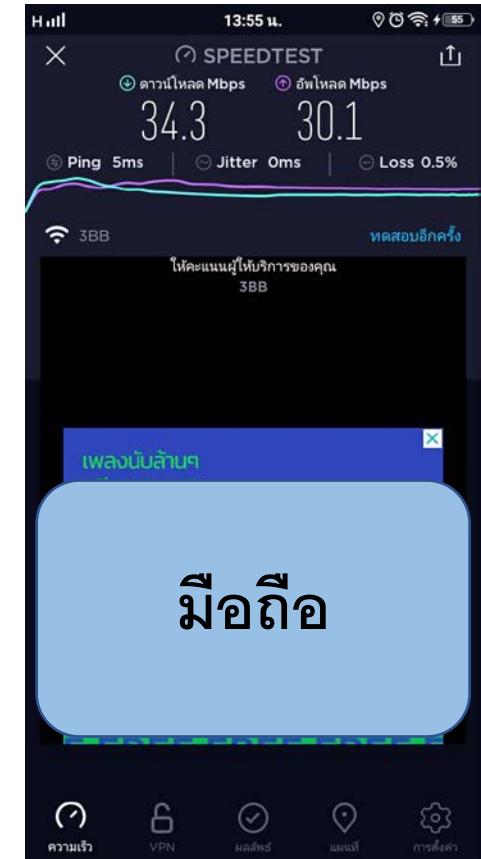 H 13:55 น. 55
SPEEDTEST
ดาวน์โหลด Mbps อัพโหลด Mbps
34.3 30.1
Ping 5ms Jitter 0ms Loss 0.5%
3BB ทดสอบอีกครั้ง
ให้คะแนนผู้ให้บริการของคุณ
3BB
เพลงนับล้านๆ
มือถือ
ความเร็ว VPN ผลลัพธ์ แผนที่ การตั้งค่า